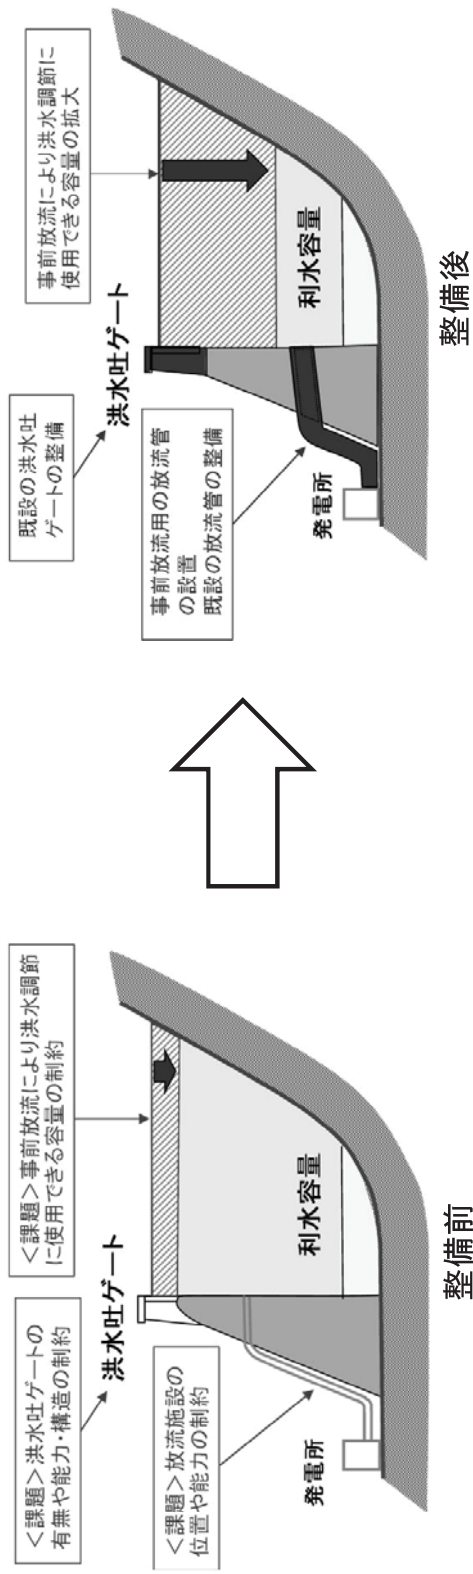 ＜課題＞洪水吐ゲートの
有無や能力・構造の制約
＜課題＞事前放流により洪水調節
に使用できる容量の制約
洪水吐ゲート
＜課題＞放流施設の
位置や能力の制約
発電所
利水容量
整備前
既設の洪水吐
ゲートの整備
事前放流により洪水調節に
使用できる容量の拡大
洪水吐ゲート
事前放流用の放流管
の設置
既設の放流管の整備
発電所
利水容量
整備後